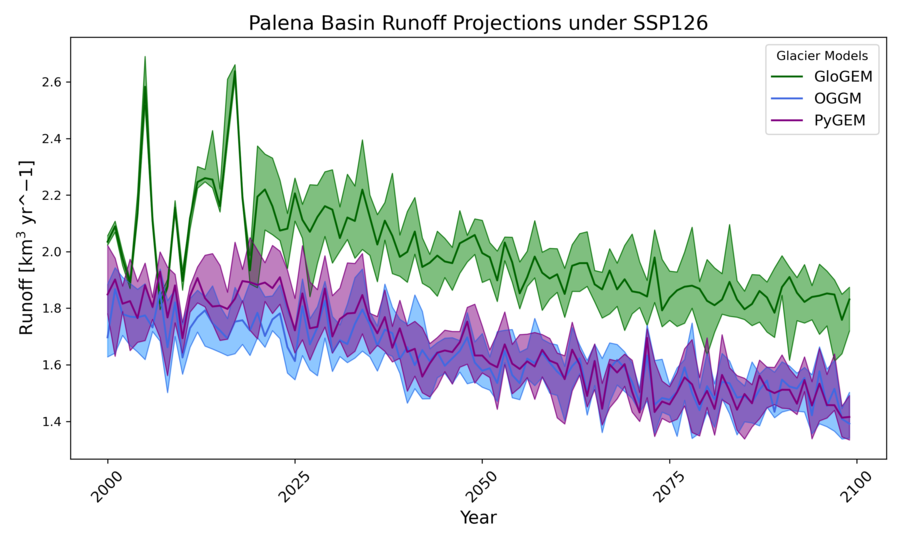 Palena Basin Runoff Projections under SSP126
Glacier Models
GloGEM
OGGM
PyGEM
Runoff [km³ yr^−1]
2.6
2.4
2.2
2.0
1.8
1.6
1.4
2000
2025
2050
2075
2100
Year